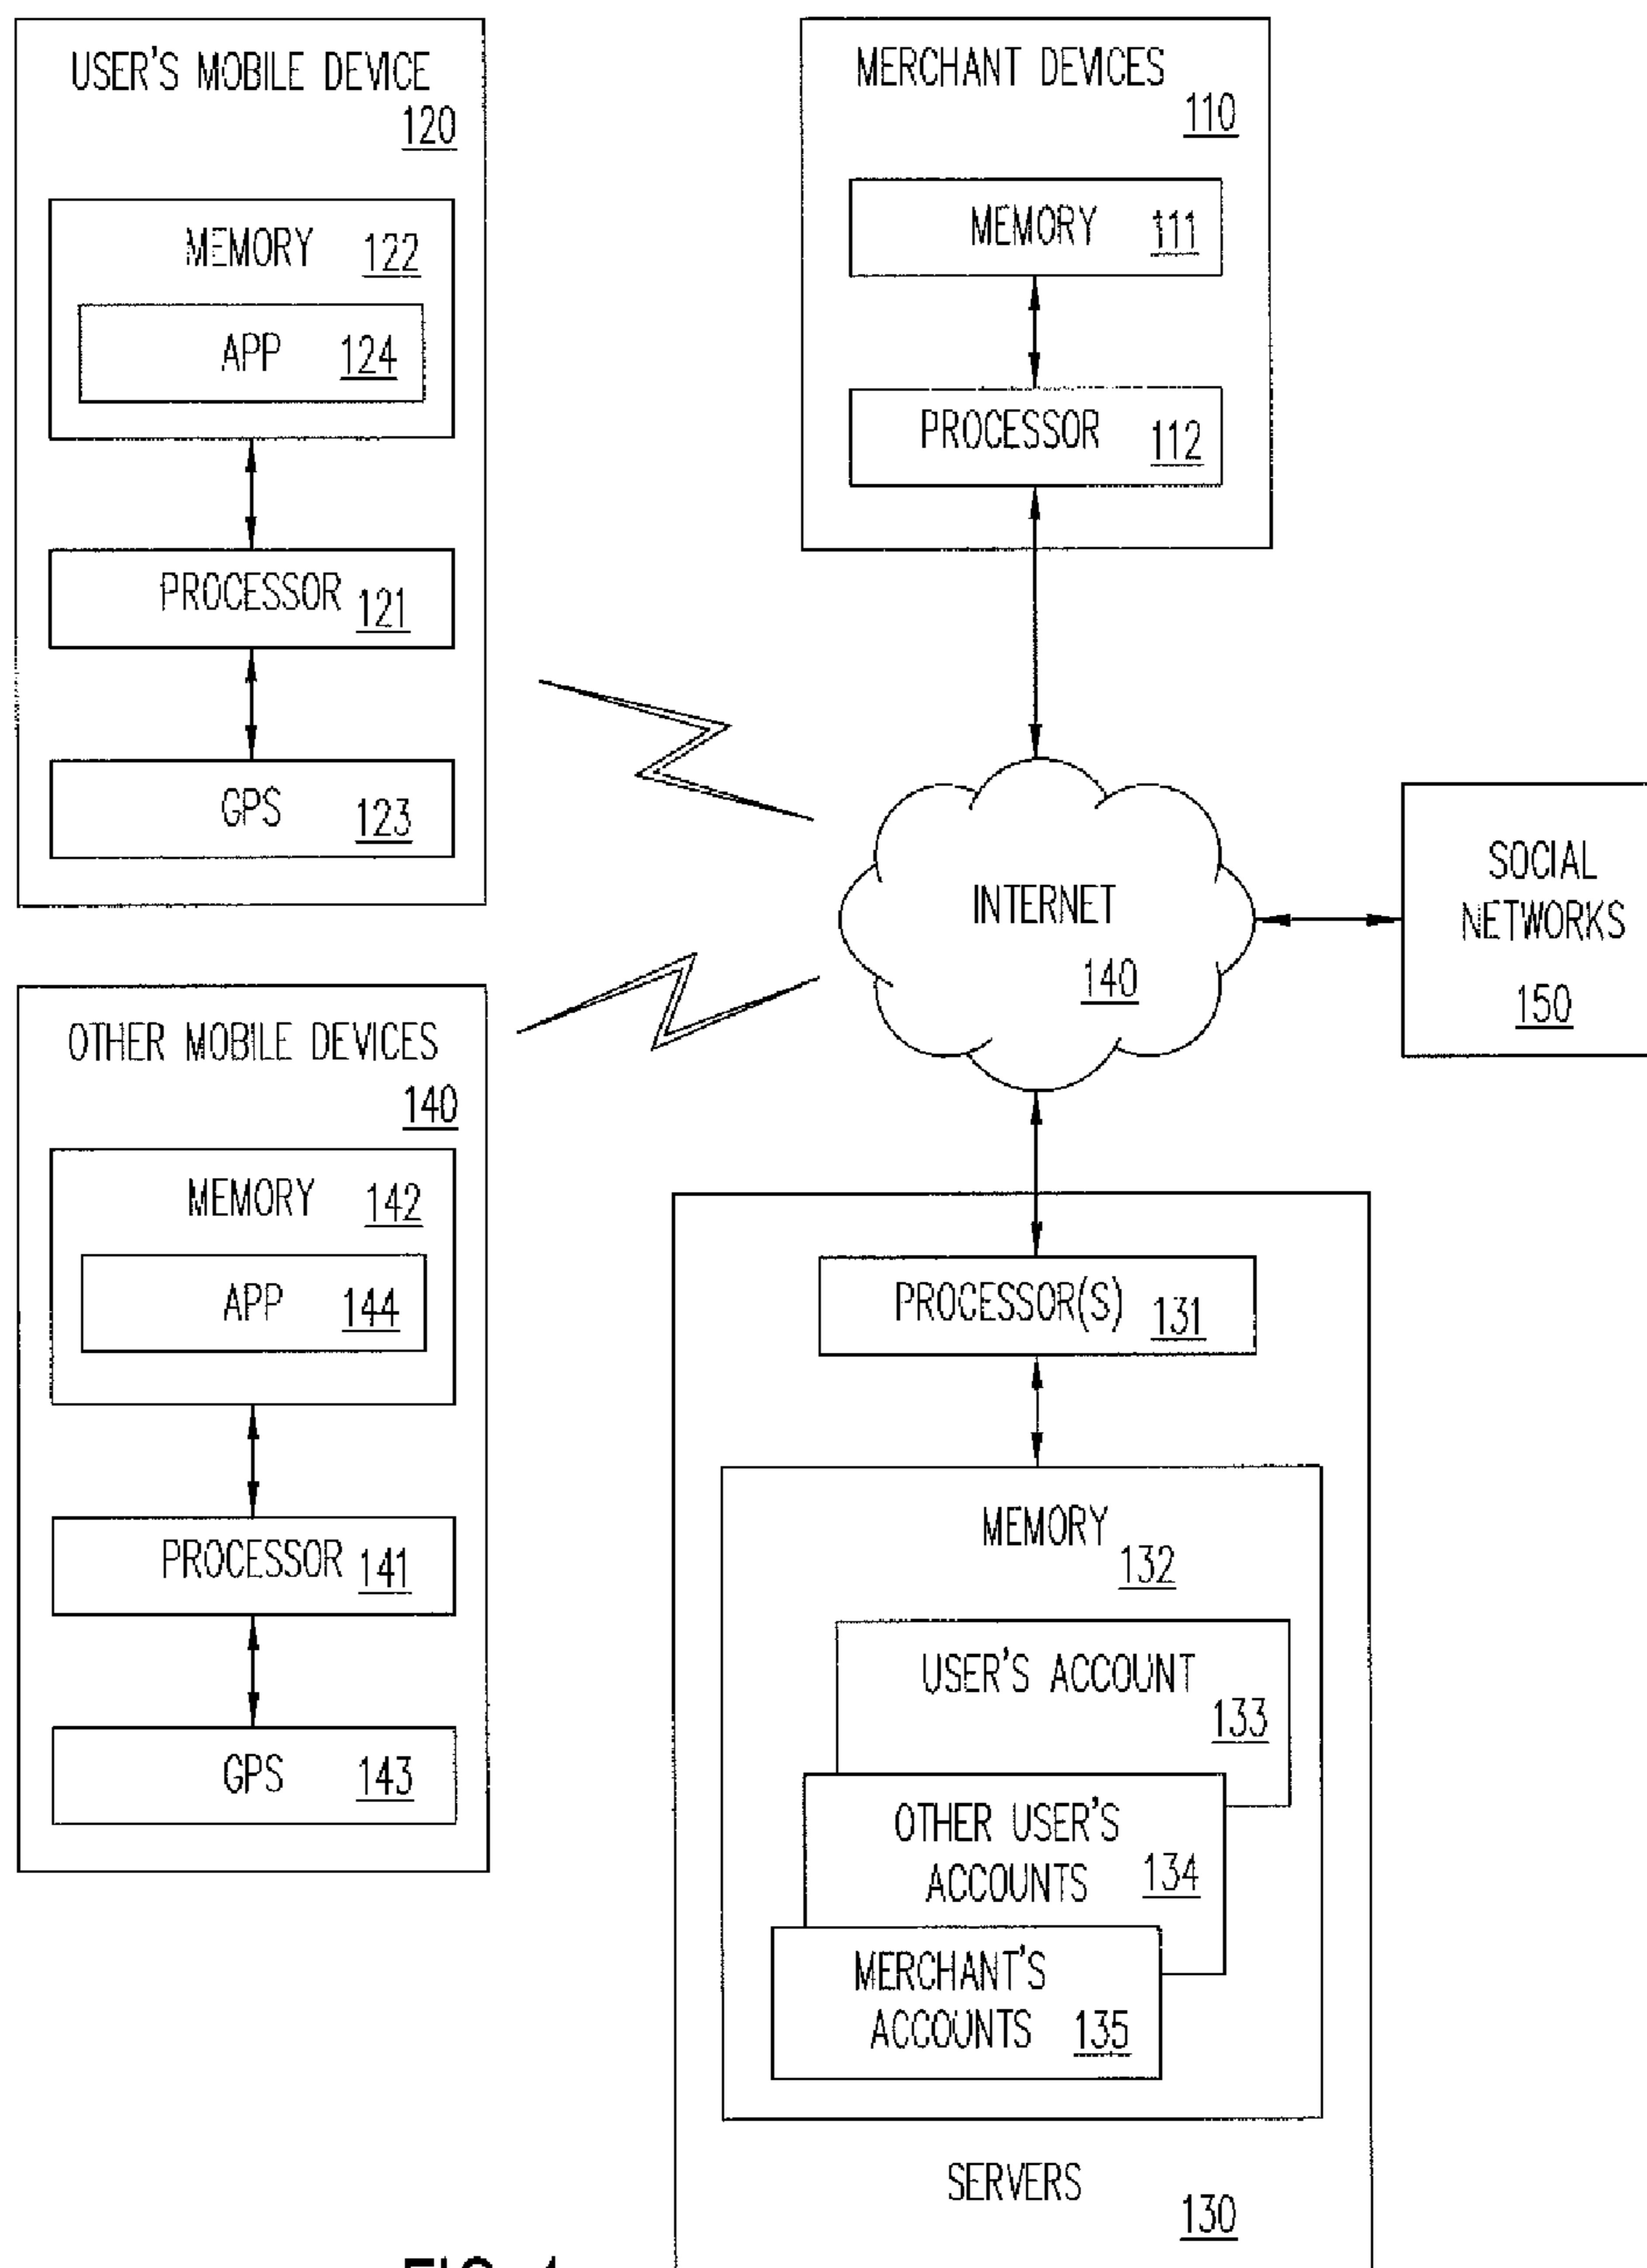 USER'S MOBILE DEVICE
120
MEMORY 122
APP 124
PROCESSOR 121
GPS 123
MERCHANT DEVICES
110
MEMORY 111
PROCESSOR 112
INTERNET
140
SOCIAL
NETWORKS
150
OTHER MOBILE DEVICES
140
MEMORY 142
APP 144
PROCESSOR 141
GPS 143
PROCESSOR(S) 131
MEMORY
132
USER'S ACCOUNT
133
OTHER USER'S
ACCOUNTS 134
MERCHANT'S
ACCOUNTS 135
SERVERS
130
FIG. 1